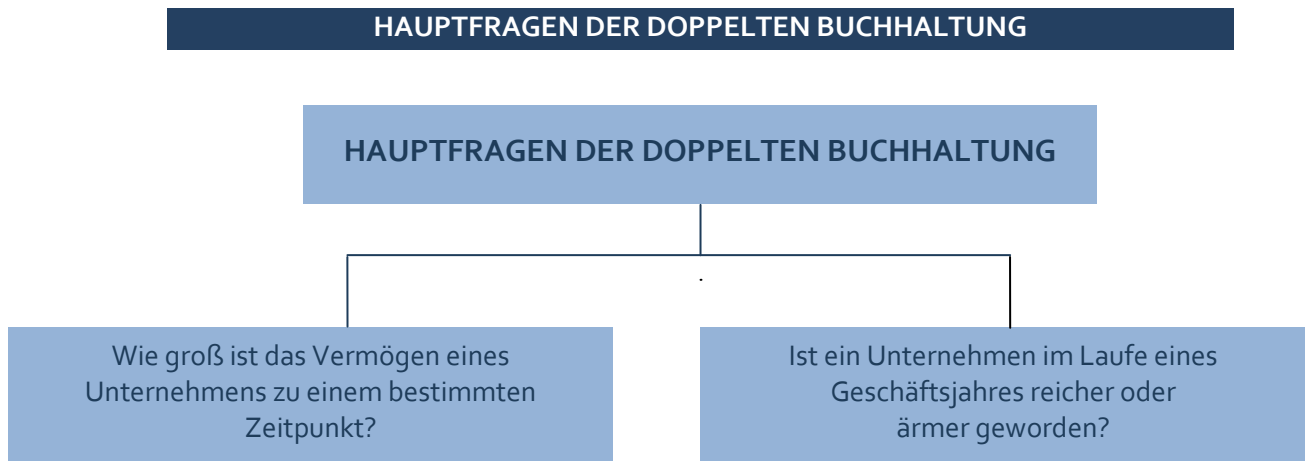 HAUPTFRAGEN DER DOPPELTEN BUCHHALTUNG
HAUPTFRAGEN DER DOPPELTEN BUCHHALTUNG
.
Wie groß ist das Vermögen eines
Unternehmens zu einem bestimmten
Zeitpunkt?
Ist ein Unternehmen im Laufe eines
Geschäftsjahres reicher oder
ärmer geworden?